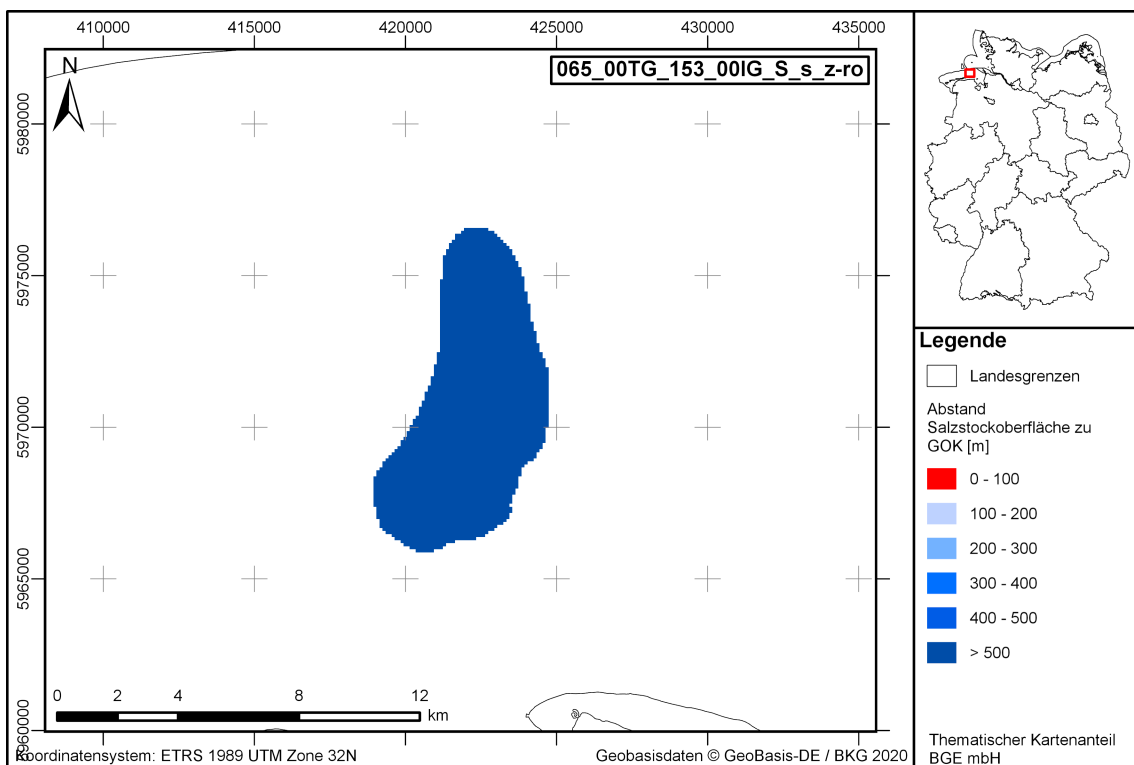 410000 415000 420000 425000 430000 435000
065_00TG_153_00IG_S_s_z-ro
N
5980000
5975000
5970000
5965000
5960000
0 2 4 8 12
km
Koordinatensystem: ETRS 1989 UTM Zone 32N
Geobasisdaten © GeoBasis-DE / BKG 2020
Legende
Landesgrenzen
Abstand
Salzstockoberfläche zu
GOK [m]
0 - 100
100 - 200
200 - 300
300 - 400
400 - 500
> 500
Thematischer Kartenanteil
BGE mbH